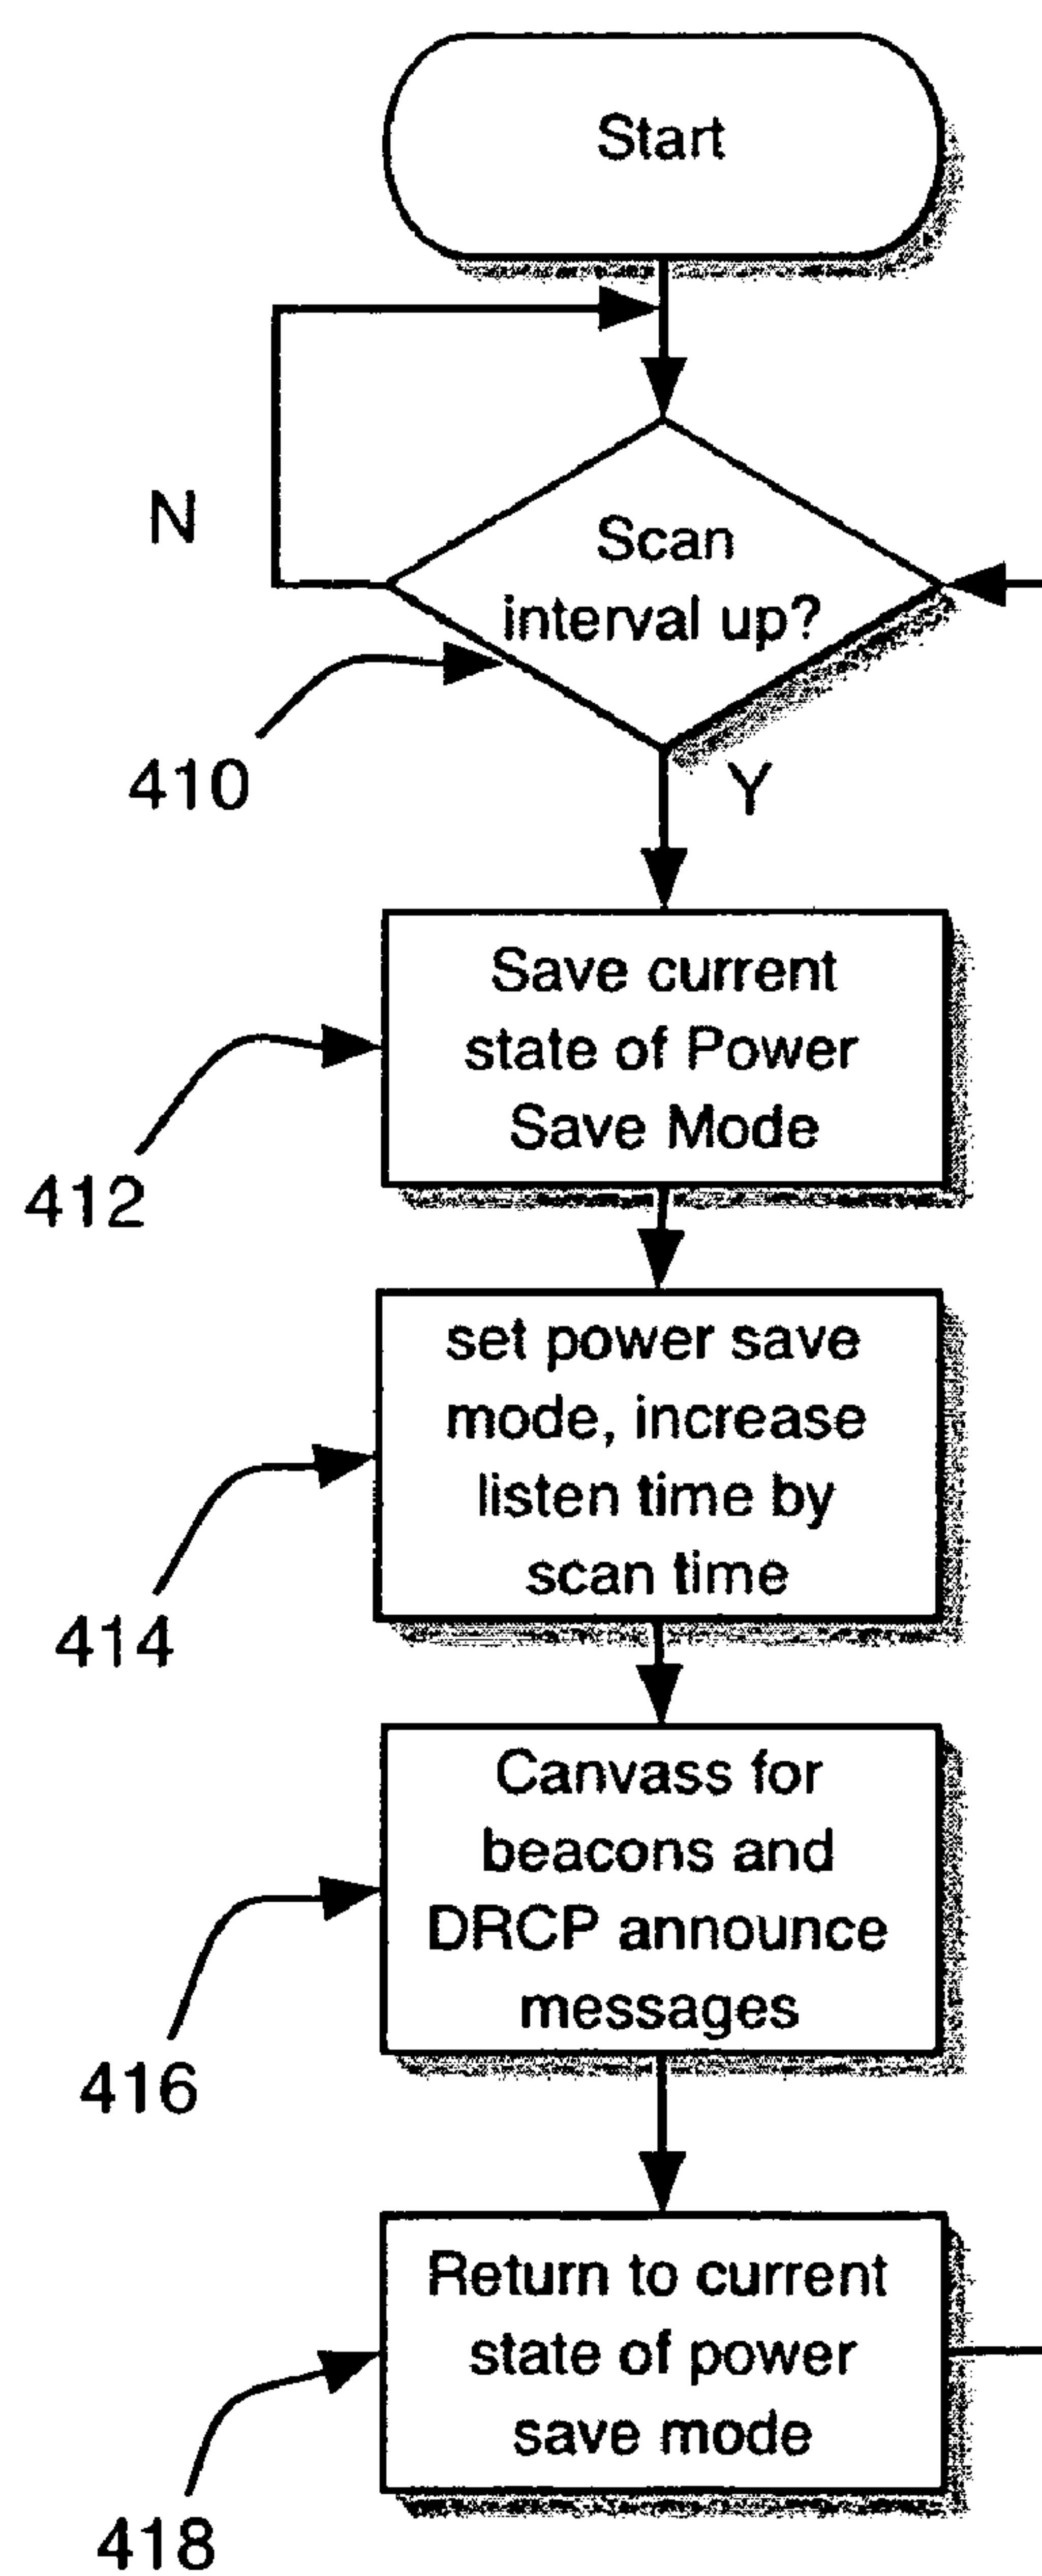 Start
N
Scan
interval up?
410
Y
Save current
state of Power
Save Mode
412
set power save
mode, increase
listen time by
scan time
414
Canvass for
beacons and
DRCP announce
messages
416
Return to current
state of power
save mode
418